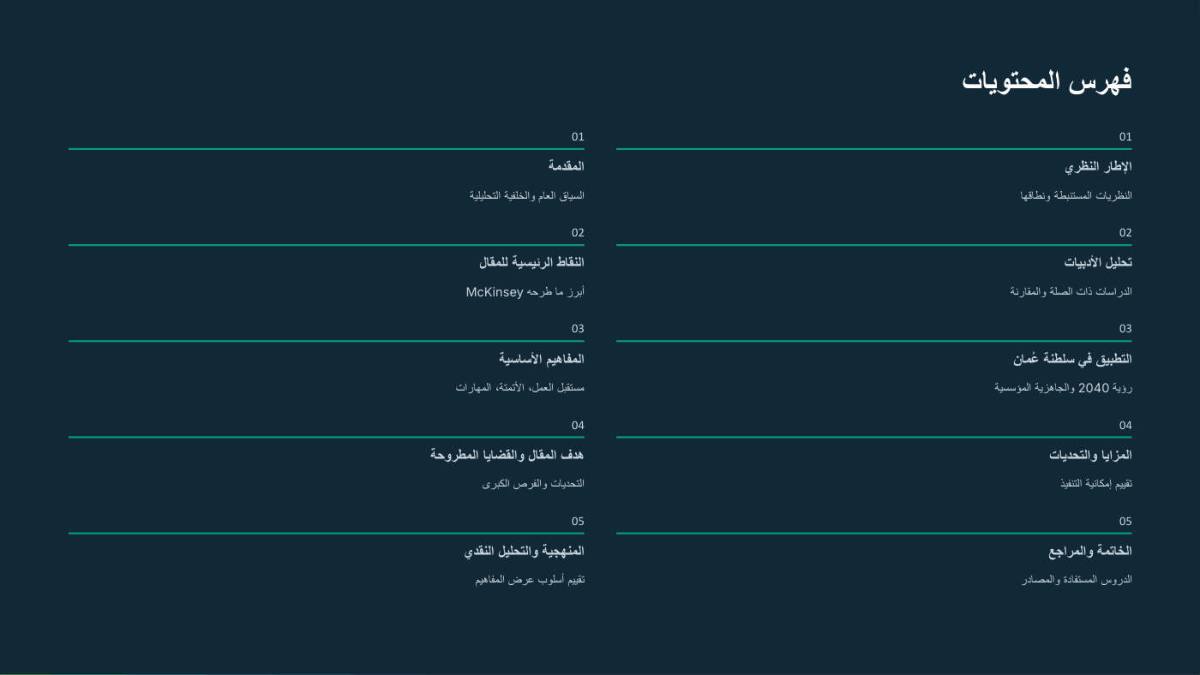 فهرس المحتويات
01
الإطار النظري
النظريات المستنبطة ونطاقها
02
تحليل الأدبيات
الدراسات ذات الصلة والمقارنة
03
التطبيق في سلطنة عُمان
رؤية 2040 والجاهزية المؤسسية
04
المزايا والتحديات
تقييم إمكانية التنفيذ
05
الخاتمة والمراجع
الدروس المستفادة والمصادر
01
المقدمة
السياق العام والخلفية التحليلية
02
النقاط الرئيسية للمقال
أبرز ما طرحه McKinsey
03
المفاهيم الأساسية
مستقبل العمل، الأتمتة، المهارات
04
هدف المقال والقضايا المطروحة
التحديات والفرص الكبرى
05
المنهجية والتحليل النقدي
تقييم أسلوب عرض المفاهيم